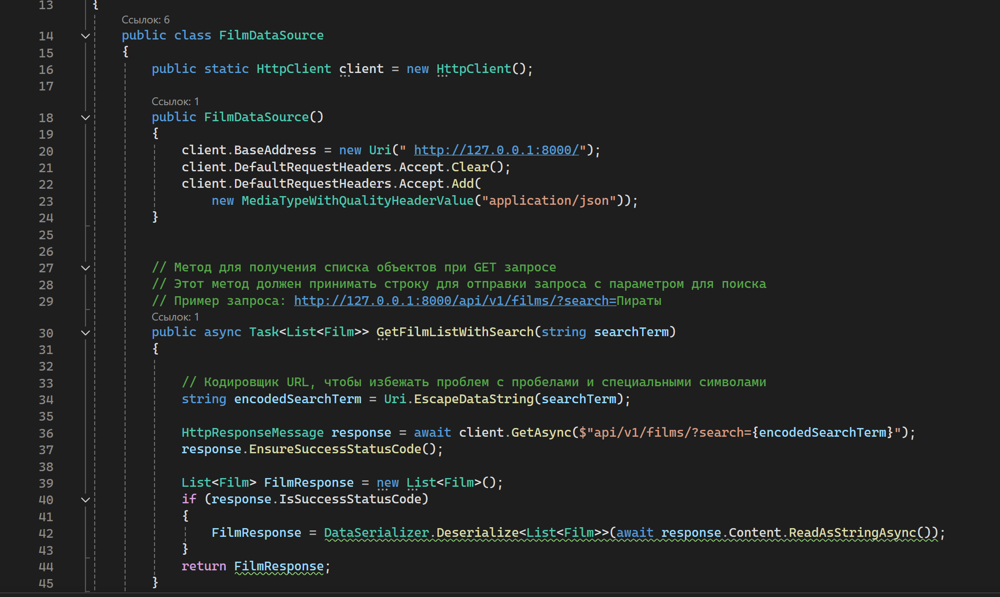 13 {
Ссылок: 6
14 public class FilmDataSource
15 {
16 public static HttpClient client = new HttpClient();
17
Ссылок: 1
18 public FilmDataSource()
19 {
20 client.BaseAddress = new Uri(" http://127.0.0.1:8000/");
21 client.DefaultRequestHeaders.Accept.Clear();
22 client.DefaultRequestHeaders.Accept.Add(
23 new MediaTypeWithQualityHeaderValue("application/json"));
24 }
25
26
27 // Метод для получения списка объектов при GET запросе
28 // Этот метод должен принимать строку для отправки запроса с параметром для поиска
29 // Пример запроса: http://127.0.0.1:8000/api/v1/films/?search=Пираты
Ссылок: 1
30 public async Task<List<Film>> GetFilmListWithSearch(string searchTerm)
31 {
32
33 // Кодировщик URL, чтобы избежать проблем с пробелами и специальными символами
34 string encodedSearchTerm = Uri.EscapeDataString(searchTerm);
35
36 HttpResponseMessage response = await client.GetAsync($"api/v1/films/?search={encodedSearchTerm}");
37 response.EnsureSuccessStatusCode();
38
39 List<Film> FilmResponse = new List<Film>();
40 if (response.IsSuccessStatusCode)
41 {
42 FilmResponse = DataSerializer.Deserialize<List<Film>>(await response.Content.ReadAsStringAsync());
43 }
44 return FilmResponse;
45 }